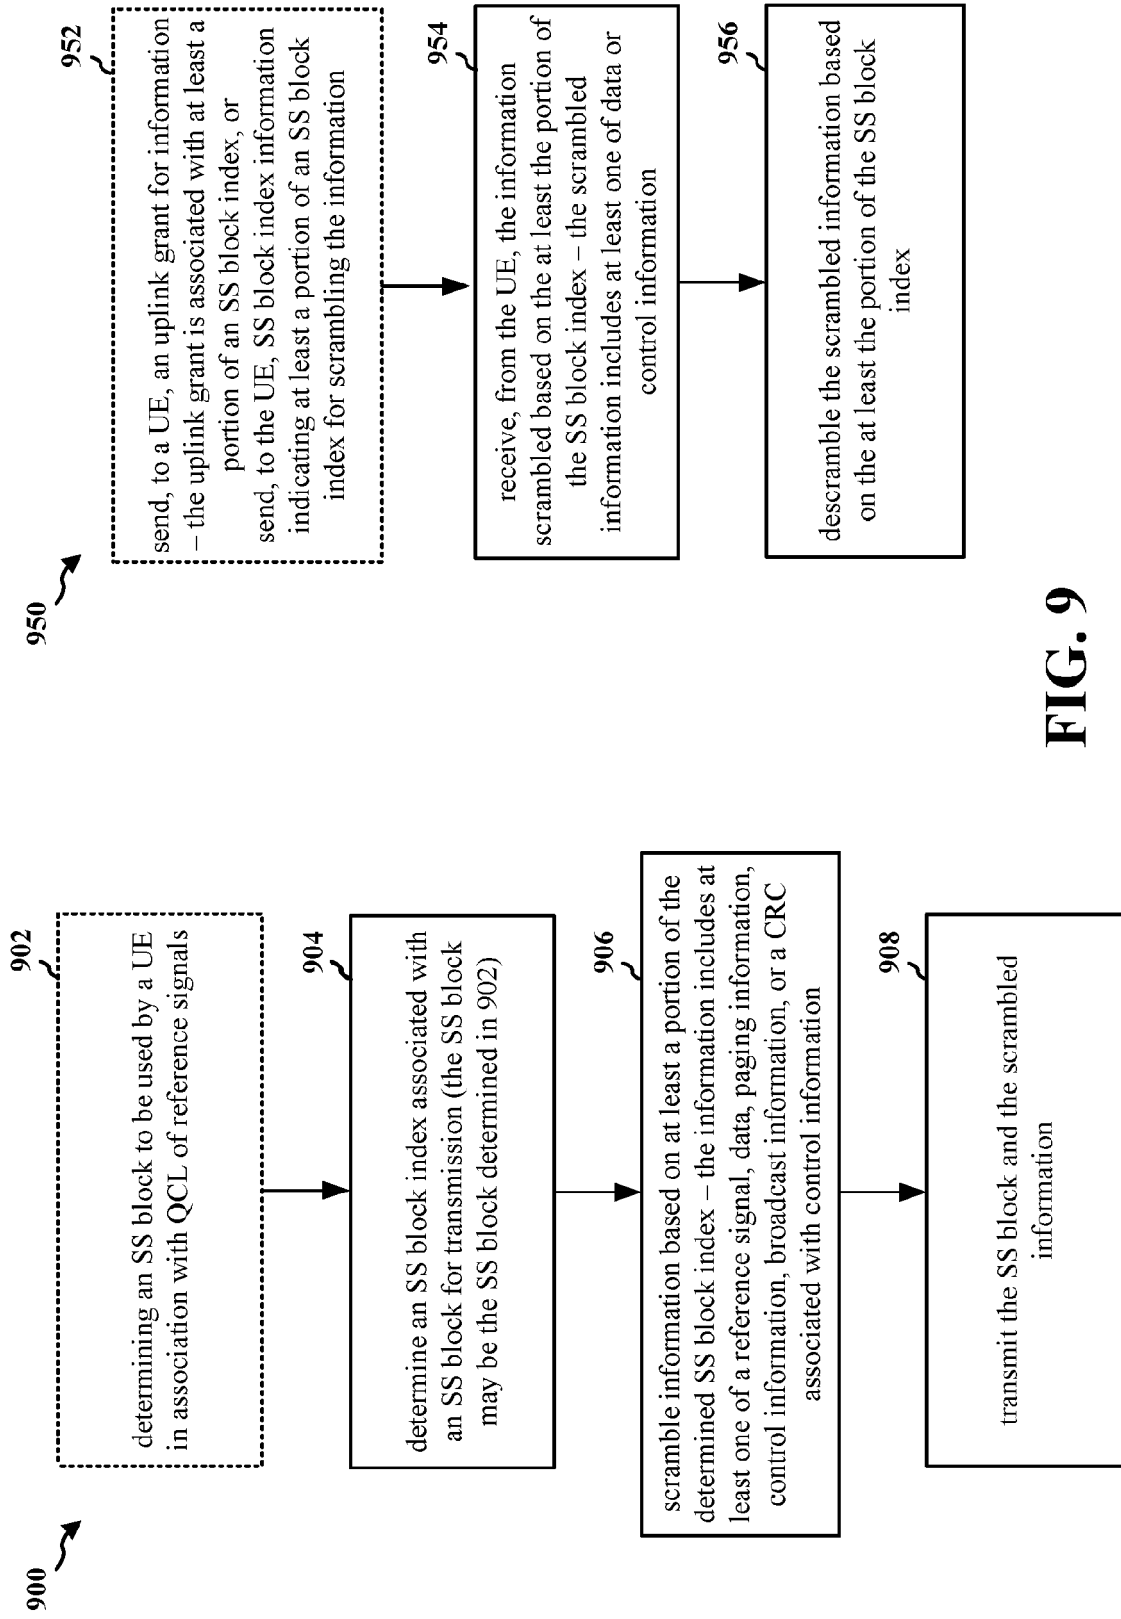 900
902
determining an SS block to be used by a UE
in association with QCL of reference signals
904
determine an SS block index associated with
an SS block for transmission (the SS block
may be the SS block determined in 902)
906
scramble information based on at least a portion of the
determined SS block index – the information includes at
least one of a reference signal, data, paging information,
control information, broadcast information, or a CRC
associated with control information
908
transmit the SS block and the scrambled
information
950
952
send, to a UE, an uplink grant for information
– the uplink grant is associated with at least a
portion of an SS block index, or
send, to the UE, SS block index information
indicating at least a portion of an SS block
index for scrambling the information
954
receive, from the UE, the information
scrambled based on the at least the portion of
the SS block index – the scrambled
information includes at least one of data or
control information
956
descramble the scrambled information based
on the at least the portion of the SS block
index
FIG. 9